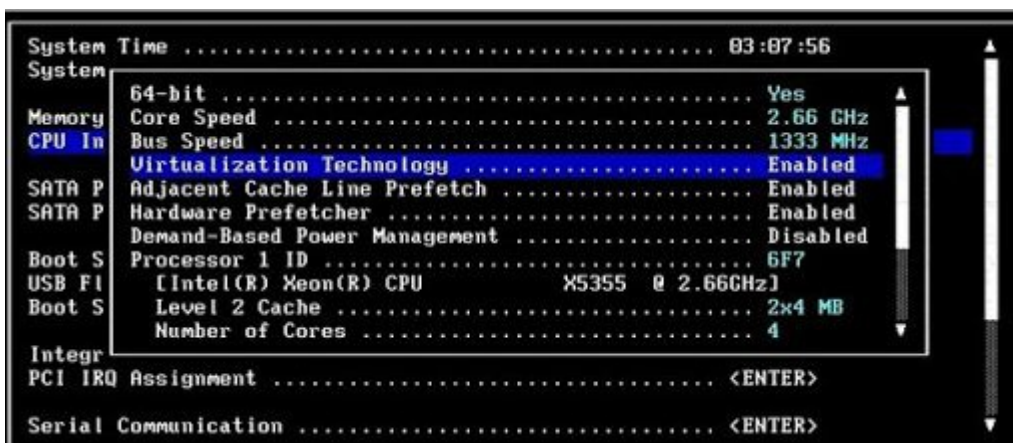 System Time ............................................ 03:07:56
System
64-bit .................................................. Yes
Memory
Core Speed ............................................. 2.66 GHz
CPU In
Bus Speed .............................................. 1333 MHz
Virtualization Technology ....................... Enabled
SATA P
Adjacent Cache Line Prefetch .................... Enabled
SATA P
Hardware Prefetcher ............................... Enabled
Demand-Based Power Management ................... Disabled
Boot S
Processor 1 ID ........................................ 6F7
USB Fl
[Intel(R) Xeon(R) CPU X5355 @ 2.66GHz]
Boot S
Level 2 Cache ....................................... 2x4 MB
Number of Cores ..................................... 4
Integr
PCI IRQ Assignment ..................................... <ENTER>
Serial Communication .................................. <ENTER>